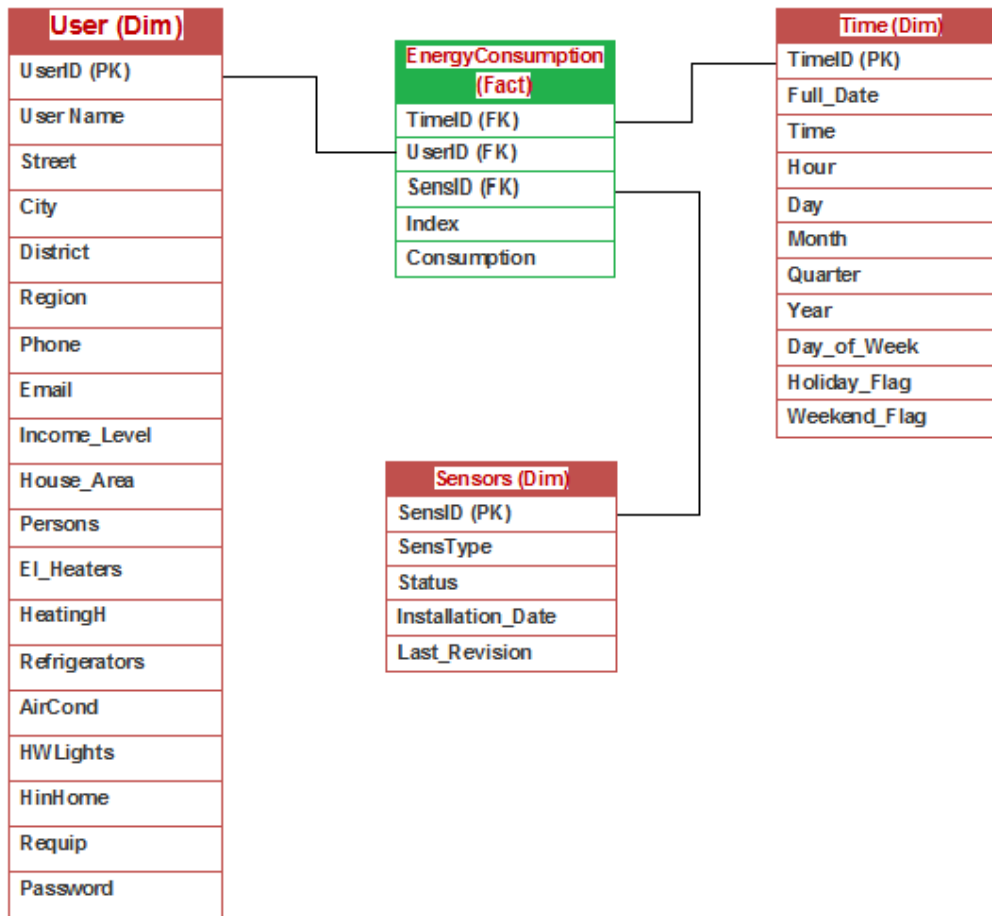 User (Dim)
UserID (PK)
User Name
Street
City
District
Region
Phone
Email
Income_Level
House_Area
Persons
El_Heaters
HeatingH
Refrigerators
AirCond
HWLights
HinHome
Requip
Password
EnergyConsumption
(Fact)
TimeID (FK)
UserID (FK)
SensID (FK)
Index
Consumption
Sensors (Dim)
SensID (PK)
SensType
Status
Installation_Date
Last_Revision
Time (Dim)
TimeID (PK)
Full_Date
Time
Hour
Day
Month
Quarter
Year
Day_of_Week
Holiday_Flag
Weekend_Flag